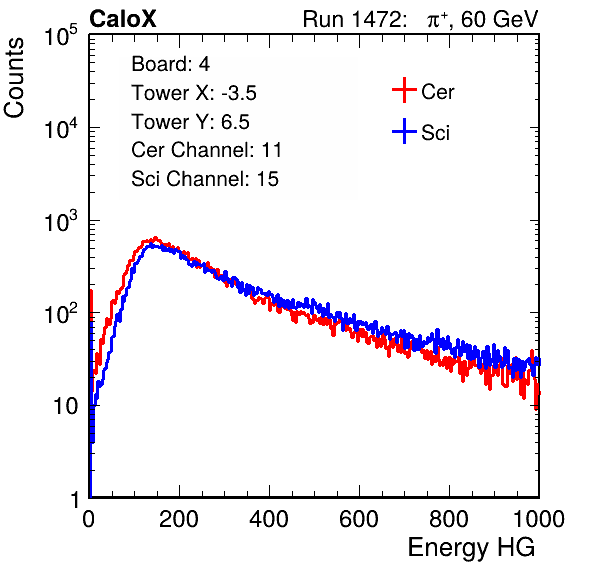 CaloX Run 1472: π⁺, 60 GeV
Counts
Board: 4
Tower X: -3.5
Tower Y: 6.5
Cer Channel: 11
Sci Channel: 15
Cer
Sci
10⁵
10⁴
10³
10²
10
1
0 200 400 600 800 1000
Energy HG